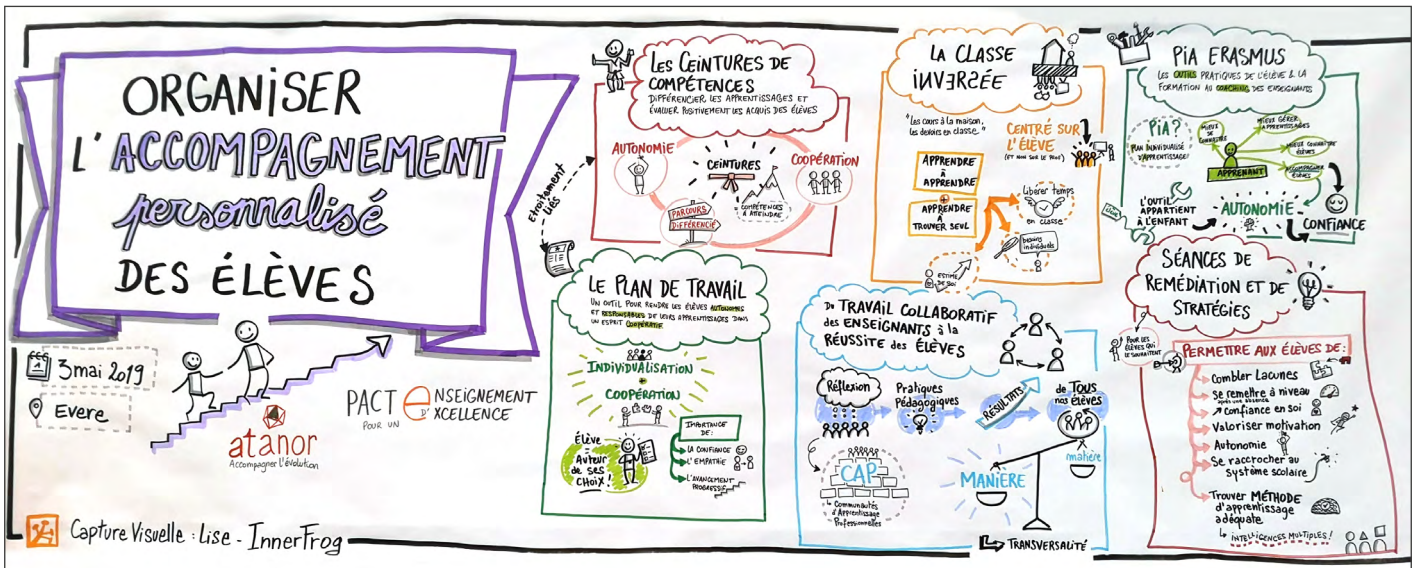 ORGANISER
L'ACCOMPAGNEMENT
personnalisé
DES ÉLÈVES
3 mai 2019
Evere
atanor
Accompagner l'évolution
PACT
POUR UN
ENSEIGNEMENT
D'EXCELLENCE
Capture Visuelle : Lise - InnerFrog
Les Ceintures de
compétences
Différencier les apprentissages et
évaluer positivement les acquis des élèves
AUTONOMIE
CEINTURES
COOPÉRATION
COMPÉTENCES
À ATEINDRE
PARCOURS
DIFFÉRENCIÉ
Etroitament
liés
LE PLAN DE TRAVAIL
UN OUTIL POUR RENDRE LES ÉLÈVES AUTONOMES
ET RESPONSABLES DE LEURS APPRENTISSAGES DANS
UN ESPRIT COOPÉRATIF
INDIVIDUALISATION
+
COOPÉRATION
Élève
=
Auteur
de ses
CHOIX !
IMPORTANCE
DE :
LA CONFIANCE
L'EMPATHIE
L'AVANCEMENT
PROGRESSIF
LA CLASSE
INVERSÉE
"Les cours à la maison,
les devoirs en classe."
CENTRÉ SUR
L'ÉLÈVE
(ET NON SUR LE PROF)
APPRENDRE
À
APPRENDRE
+
APPRENDRE
À
TROUVER SEUL
Libérer temps
en classe
besoins
individuels
ESTIME
DE SOI
Du TRAVAIL COLLABORATIF
des ENSEIGNANTS à la
RÉUSSITE des ÉLÈVES
Réflexion
Pratiques
Pédagogiques
RÉSULTATS
de TOUS
nos élèves
CAP
Communautés
d'Apprentissage
Professionnelles
MANIÈRE
matière
TRANSVERSALITÉ
PiA ERASMUS
LES OUTILS PRATIQUES DE L'ÉLÈVE & LA
FORMATION AU COACHING DES ENSEIGNANTS
PiA?
PLAN INDIVIDUALISÉ
D'APPRENTISSAGE
MIEUX SE
CONNAÎTRE
MIEUX GÉRER
APPRENTISSAGES
MIEUX CONNAÎTRE
ÉLÈVES
ACCOMPAGNER
ÉLÈVES
APPRENANT
L'OUTIL
APPARTIENT
À L'ENFANT
AUTONOMIE
CONFIANCE
SÉANCES DE
REMÉDIATION ET DE
STRATÉGIES
POUR LES
ÉLÈVES QUI
LE SOUHAITENT
PERMETTRE AUX ÉLÈVES DE :
Combler Lacunes
Se remettre à niveau
après une absence
Confiance en soi
Valoriser motivation
Autonomie
Se raccrocher au
système scolaire
Trouver MÉTHODE
d'apprentissage
adéquate
INTELLIGENCES MULTIPLES !